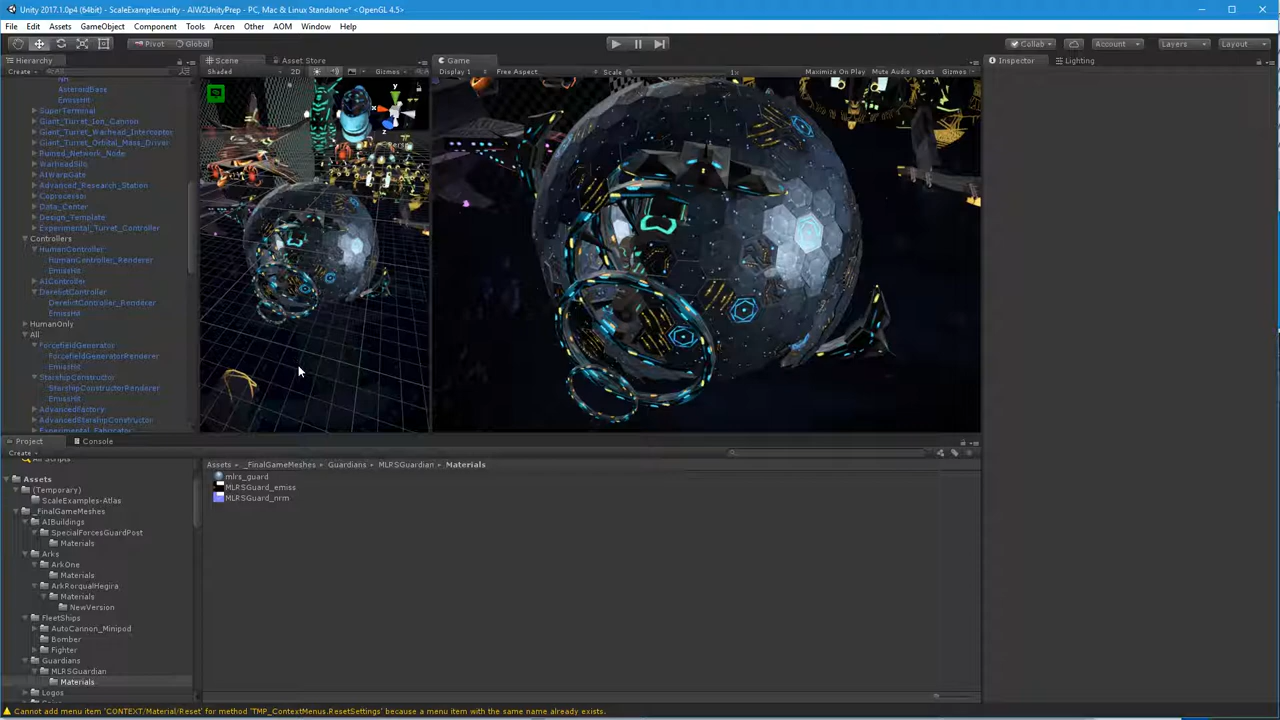 Unity 2017.1.0p4 (64bit) - ScaleExamples.unity - AIW2UnityPrep - PC, Mac & Linux Standalone* <OpenGL 4.5>
File Edit Assets GameObject Component Tools Arcen Other AOM Window Help
Pivot Global Collab Account Layers Layout
Hierarchy Scene Asset Store Game Inspector Lighting
Create Shaded 2D Gizmos Display 1 Free Aspect Scale 1x Maximize On Play Mute Audio Stats Gizmos
AsteroidBase
EmissHit
SuperTerminal
Giant_Turret_Ion_Cannon
Giant_Turret_Warhead_Interceptor
Giant_Turret_Orbital_Mass_Driver
Ruined_Network_Node
WarheadSilo
AIWarpGate
Advanced_Research_Station
Coprocessor
Data_Center
Design_Template
Experimental_Turret_Controller
Controllers
HumanController
HumanController_Renderer
EmissHit
AIController
DerelictController
DerelictController_Renderer
EmissHit
HumanOnly
All
ForcefieldGenerator
ForcefieldGeneratorRenderer
EmissHit
StarshipConstructor
StarshipConstructorRenderer
EmissHit
AdvancedFactory
AdvancedStarshipConstructor
Experimental_Fabricator
y
z
Persp
Project Console
Create
All Scripts
Assets
(Temporary)
ScaleExamples-Atlas
_FinalGameMeshes
AIBuildings
SpecialForcesGuardPost
Materials
Arks
ArkOne
Materials
ArkRorqualHegira
Materials
NewVersion
FleetShips
AutoCannon_Minipod
Bomber
Fighter
Guardians
MLRSGuardian
Materials
Logos
Assets _FinalGameMeshes Guardians MLRSGuardian Materials
mlrs_guard
MLRSGuard_emiss
MLRSGuard_nrm
Cannot add menu item 'CONTEXT/Material/Reset' for method 'TMP_ContextMenus.ResetSettings' because a menu item with the same name already exists.